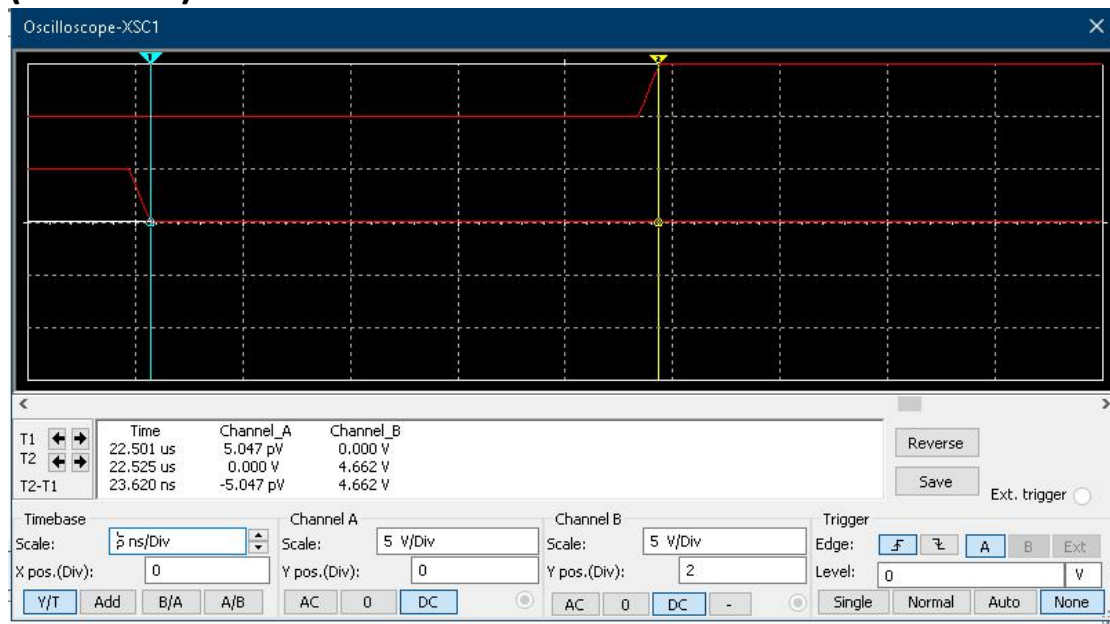 Oscilloscope-XSC1
1
2
T1
T2
T2-T1
Time Channel_A Channel_B
22.501 us 5.047 pV 0.000 V
22.525 us 0.000 V 4.662 V
23.620 ns -5.047 pV 4.662 V
Reverse
Save
Ext. trigger
Timebase
Scale: 5 ns/Div
X pos.(Div): 0
Y/T Add B/A A/B
Channel A
Scale: 5 V/Div
Y pos.(Div): 0
AC 0 DC
Channel B
Scale: 5 V/Div
Y pos.(Div): 2
AC 0 DC -
Trigger
Edge: A B Ext
Level: 0 V
Single Normal Auto None